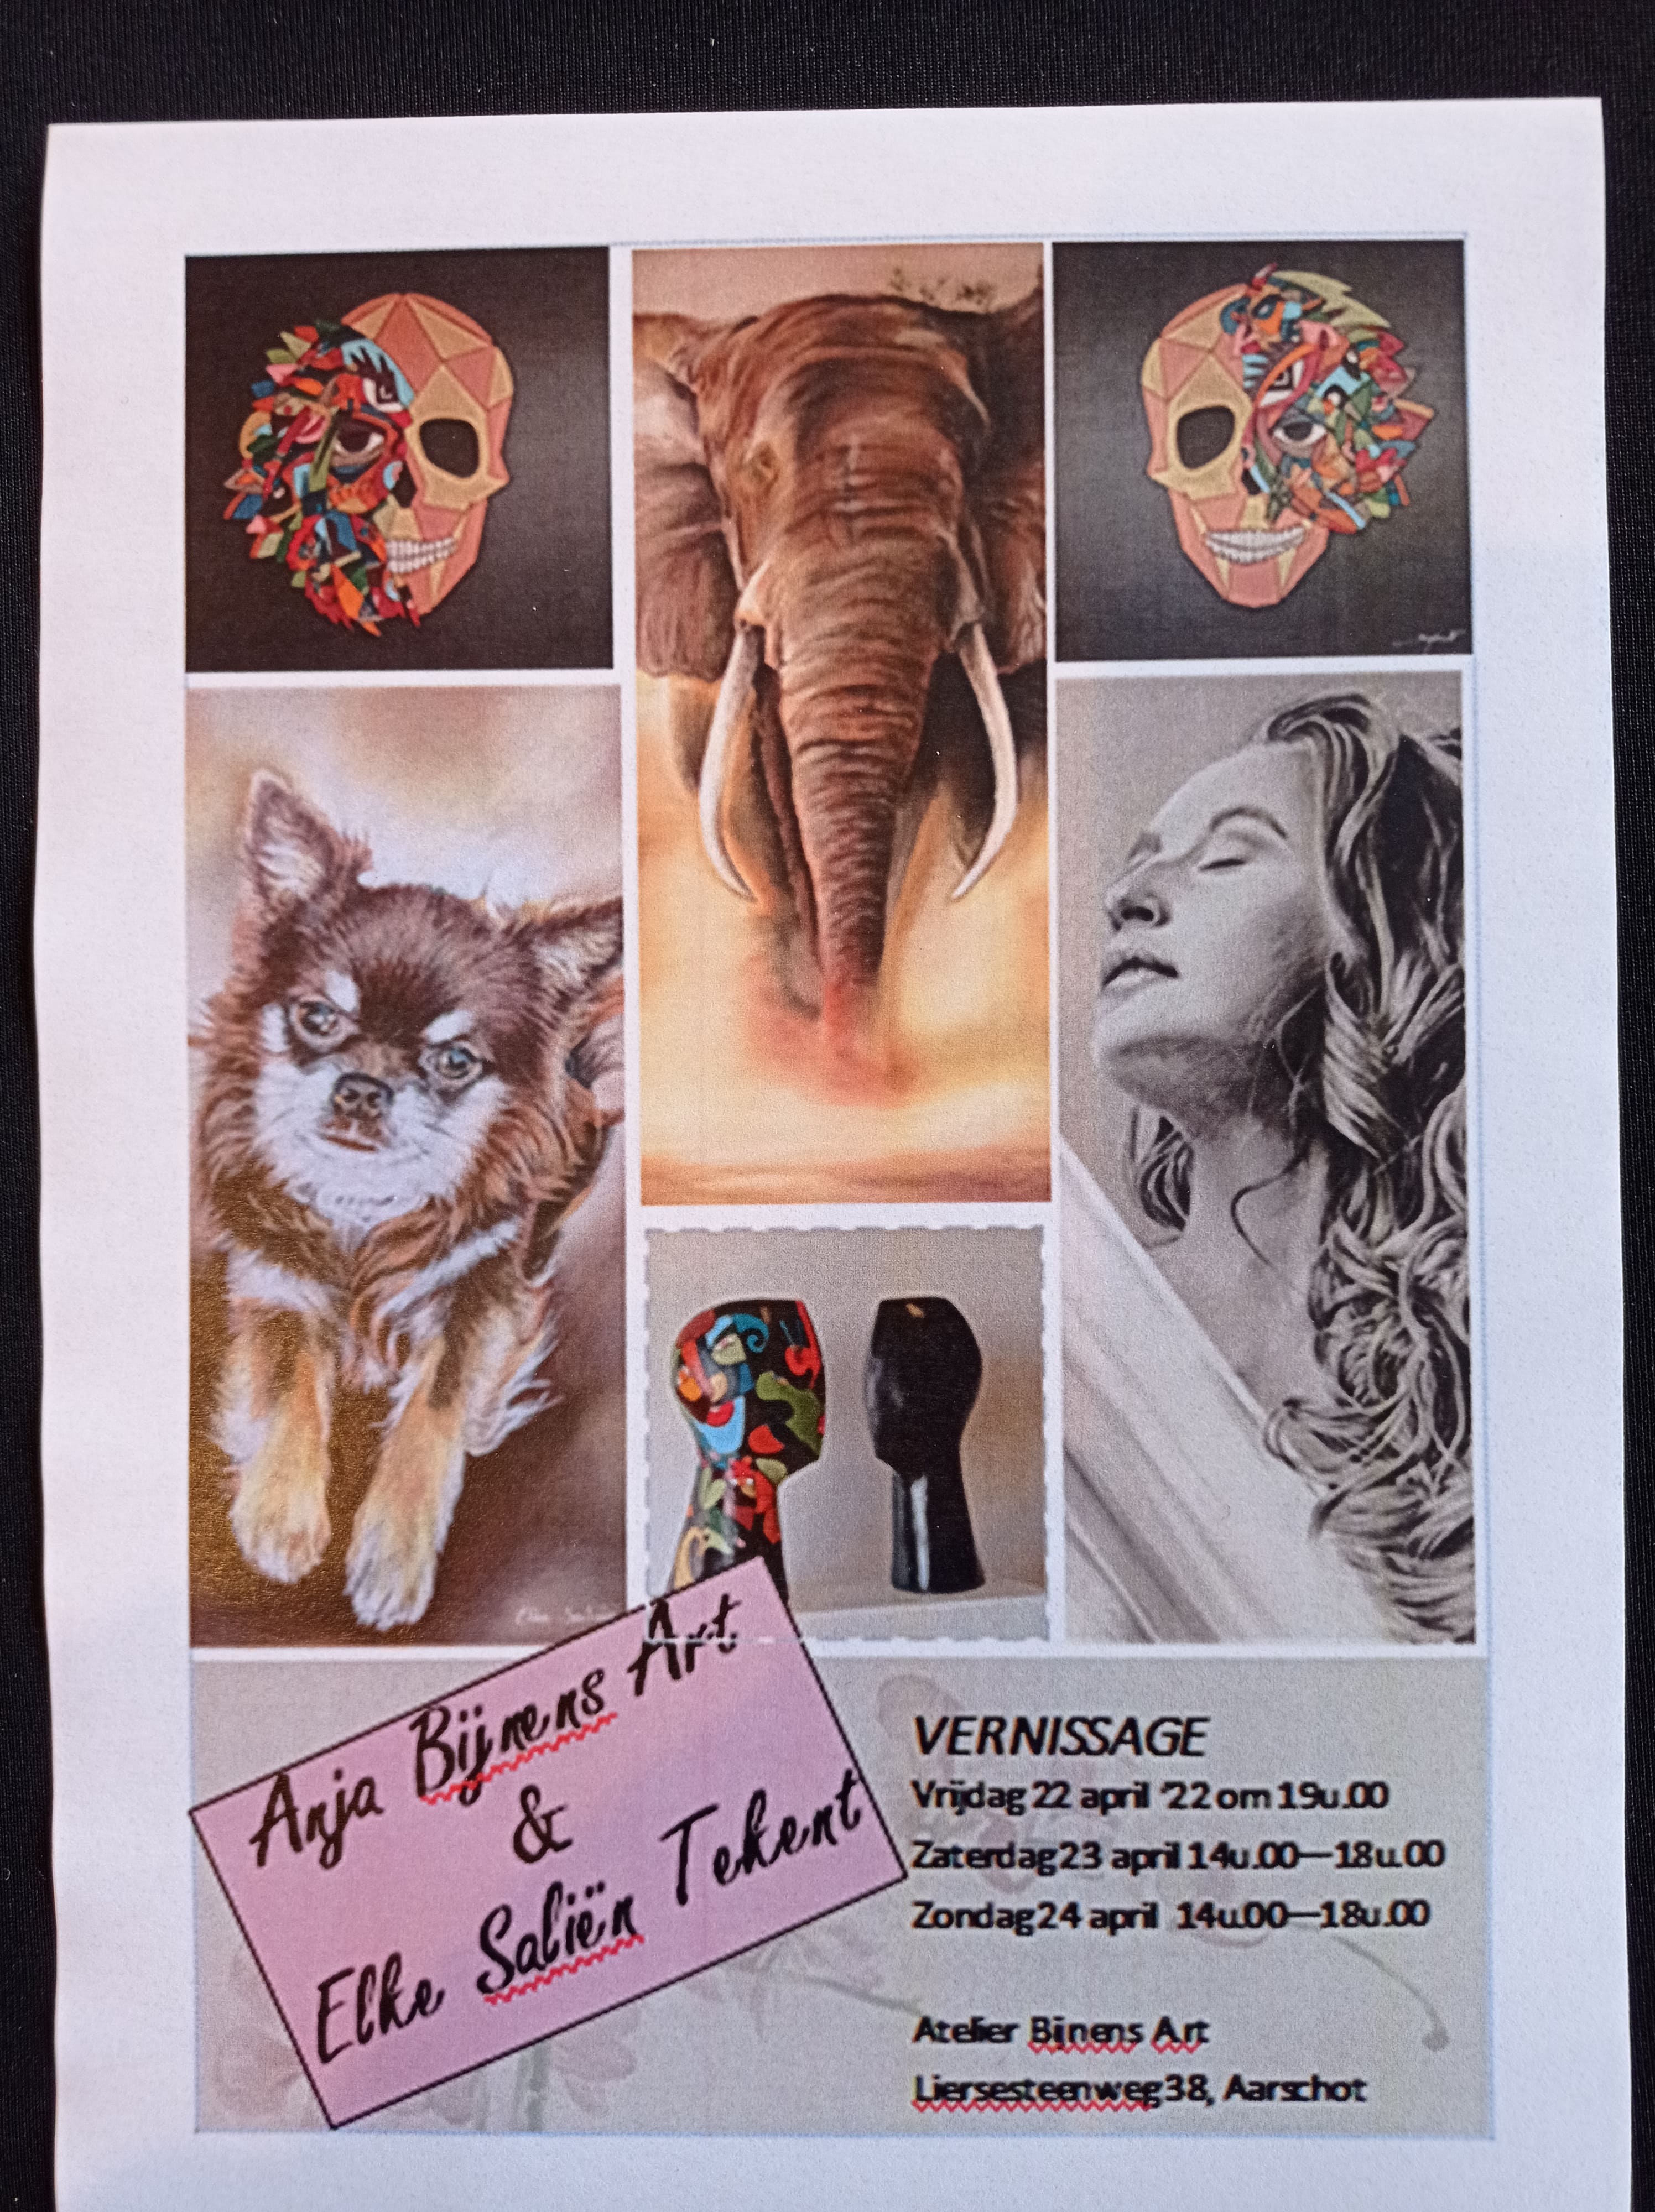 Anja Bijnens Art
&
Elke Saliën Tekent
VERNISSAGE
Vrijdag 22 april '22 om 19u.00
Zaterdag 23 april 14u.00—18u.00
Zondag 24 april 14u.00—18u.00
Atelier Bijnens Art
Liersesteenweg 38, Aarschot